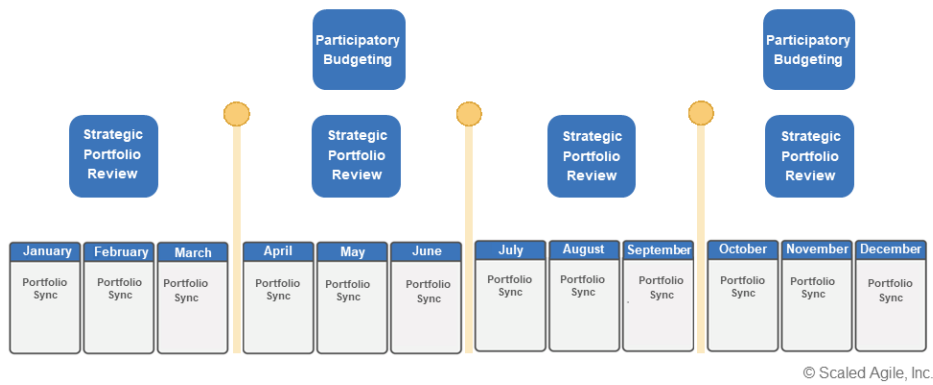 Participatory
Budgeting
Participatory
Budgeting
Strategic
Portfolio
Review
Strategic
Portfolio
Review
Strategic
Portfolio
Review
Strategic
Portfolio
Review
January
Portfolio
Sync
February
Portfolio
Sync
March
Portfolio
Sync
April
Portfolio
Sync
May
Portfolio
Sync
June
Portfolio
Sync
July
Portfolio
Sync
August
Portfolio
Sync
September
Portfolio
Sync
October
Portfolio
Sync
November
Portfolio
Sync
December
Portfolio
Sync
© Scaled Agile, Inc.